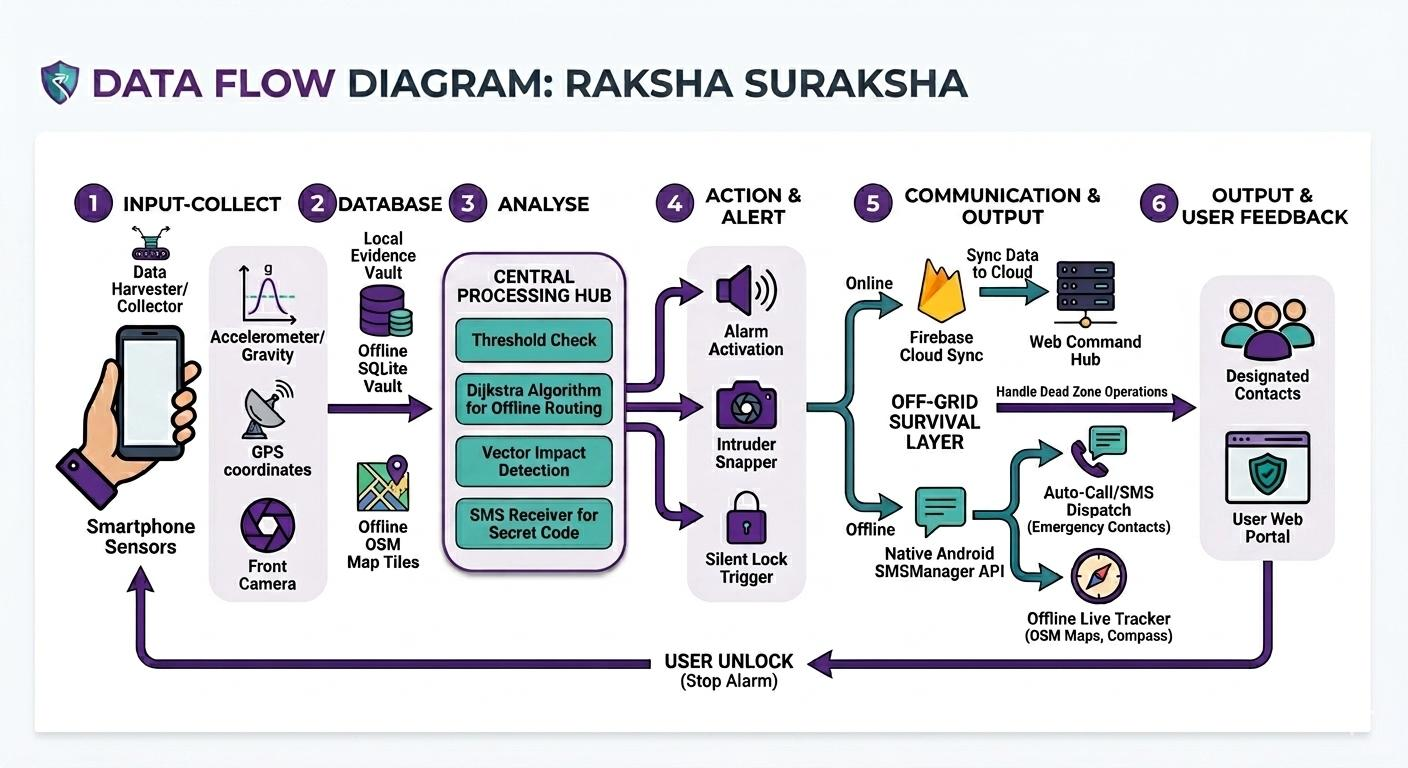 DATA FLOW DIAGRAM: RAKSHA SURAKSHA
1 INPUT-COLLECT
Data
Harvester/
Collector
Smartphone
Sensors
g
Accelerometer/
Gravity
GPS
coordinates
Front
Camera
2 DATABASE
Local
Evidence
Vault
Offline
SQLite
Vault
Offline
OSM
Map Tiles
3 ANALYSE
CENTRAL
PROCESSING HUB
Threshold Check
Dijkstra Algorithm
for Offline Routing
Vector Impact
Detection
SMS Receiver for
Secret Code
4 ACTION &
ALERT
Alarm
Activation
Intruder
Snapper
Silent Lock
Trigger
5 COMMUNICATION &
OUTPUT
Online
Firebase
Cloud Sync
Sync Data
to Cloud
Web Command
Hub
OFF-GRID
SURVIVAL
LAYER
Handle Dead Zone Operations
Offline
Native Android
SMSManager API
Auto-Call/SMS
Dispatch
(Emergency Contacts)
Offline Live Tracker
(OSM Maps, Compass)
6 OUTPUT &
USER FEEDBACK
Designated
Contacts
User Web
Portal
USER UNLOCK
(Stop Alarm)